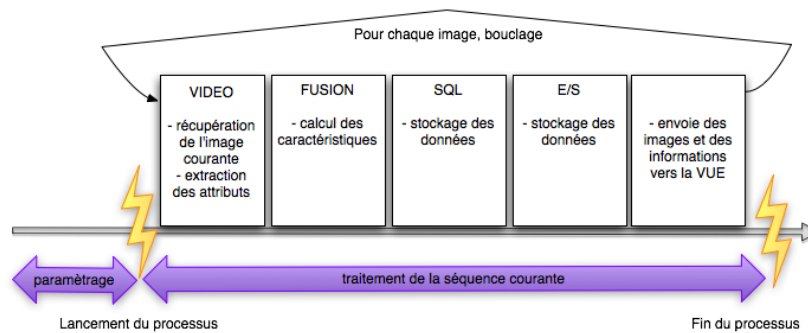 Pour chaque image, bouclage
VIDEO
- récupération
de l'image
courante
- extraction
des attributs
FUSION
- calcul des
caractéristiques
SQL
- stockage des
données
E/S
- stockage des
données
- envoie des
images et des
informations
vers la VUE
paramètrage
traitement de la séquence courante
Lancement du processus
Fin du processus